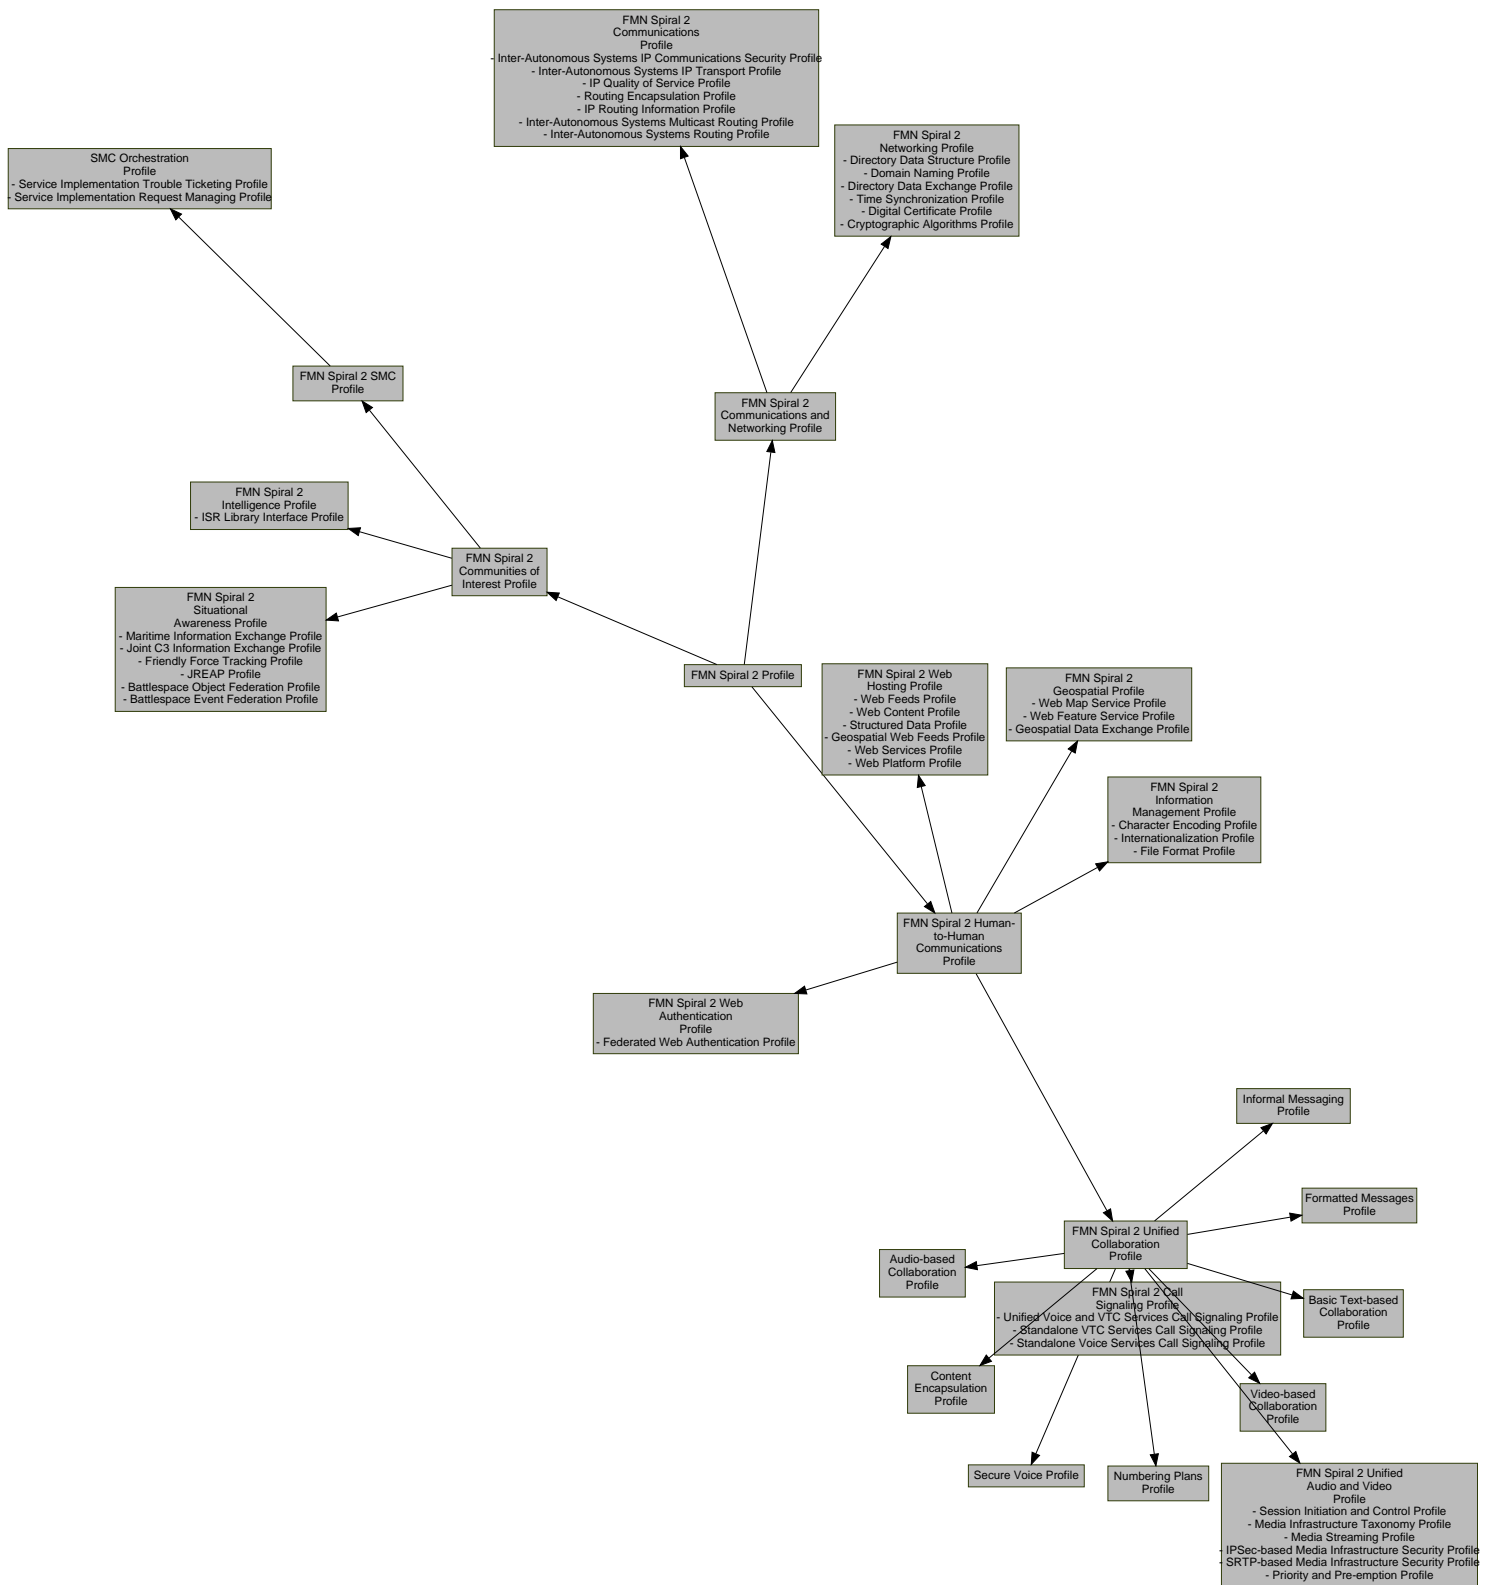 FMN Spiral 2
Communications
Profile
- Inter-Autonomous Systems IP Communications Security Profile
- Inter-Autonomous Systems IP Transport Profile
- IP Quality of Service Profile
- Routing Encapsulation Profile
- IP Routing Information Profile
- Inter-Autonomous Systems Multicast Routing Profile
- Inter-Autonomous Systems Routing Profile
FMN Spiral 2
Networking Profile
- Directory Data Structure Profile
- Domain Naming Profile
- Directory Data Exchange Profile
- Time Synchronization Profile
- Digital Certificate Profile
- Cryptographic Algorithms Profile
SMC Orchestration
Profile
- Service Implementation Trouble Ticketing Profile
- Service Implementation Request Managing Profile
FMN Spiral 2 SMC
Profile
FMN Spiral 2
Communications and
Networking Profile
FMN Spiral 2
Intelligence Profile
- ISR Library Interface Profile
FMN Spiral 2
Communities of
Interest Profile
FMN Spiral 2
Situational
Awareness Profile
- Maritime Information Exchange Profile
- Joint C3 Information Exchange Profile
- Friendly Force Tracking Profile
- JREAP Profile
- Battlespace Object Federation Profile
- Battlespace Event Federation Profile
FMN Spiral 2 Profile
FMN Spiral 2 Web
Hosting Profile
- Web Feeds Profile
- Web Content Profile
- Structured Data Profile
- Geospatial Web Feeds Profile
- Web Services Profile
- Web Platform Profile
FMN Spiral 2
Geospatial Profile
- Web Map Service Profile
- Web Feature Service Profile
- Geospatial Data Exchange Profile
FMN Spiral 2
Information
Management Profile
- Character Encoding Profile
- Internationalization Profile
- File Format Profile
FMN Spiral 2 Human-
to-Human
Communications
Profile
FMN Spiral 2 Web
Authentication
Profile
- Federated Web Authentication Profile
Informal Messaging
Profile
Formatted Messages
Profile
FMN Spiral 2 Unified
Collaboration
Profile
Audio-based
Collaboration
Profile
FMN Spiral 2 Call
Signaling Profile
- Unified Voice and VTC Services Call Signaling Profile
- Standalone VTC Services Call Signaling Profile
- Standalone Voice Services Call Signaling Profile
Basic Text-based
Collaboration
Profile
Content
Encapsulation
Profile
Video-based
Collaboration
Profile
Secure Voice Profile
Numbering Plans
Profile
FMN Spiral 2 Unified
Audio and Video
Profile
- Session Initiation and Control Profile
- Media Infrastructure Taxonomy Profile
- Media Streaming Profile
- IPSec-based Media Infrastructure Security Profile
- SRTP-based Media Infrastructure Security Profile
- Priority and Pre-emption Profile